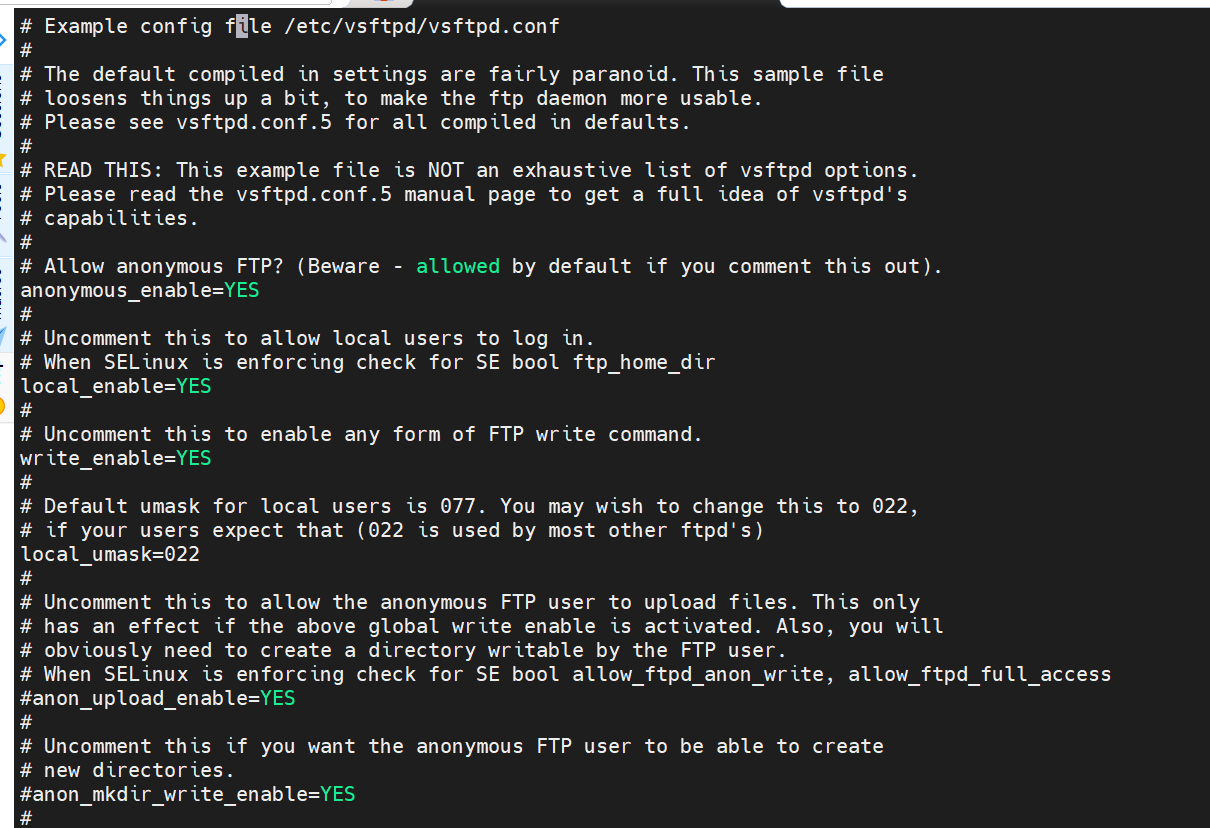 # Example config file /etc/vsftpd/vsftpd.conf
#
# The default compiled in settings are fairly paranoid. This sample file
# loosens things up a bit, to make the ftp daemon more usable.
# Please see vsftpd.conf.5 for all compiled in defaults.
#
# READ THIS: This example file is NOT an exhaustive list of vsftpd options.
# Please read the vsftpd.conf.5 manual page to get a full idea of vsftpd's
# capabilities.
#
# Allow anonymous FTP? (Beware - allowed by default if you comment this out).
anonymous_enable=YES
#
# Uncomment this to allow local users to log in.
# When SELinux is enforcing check for SE bool ftp_home_dir
local_enable=YES
#
# Uncomment this to enable any form of FTP write command.
write_enable=YES
#
# Default umask for local users is 077. You may wish to change this to 022,
# if your users expect that (022 is used by most other ftpd's)
local_umask=022
#
# Uncomment this to allow the anonymous FTP user to upload files. This only
# has an effect if the above global write enable is activated. Also, you will
# obviously need to create a directory writable by the FTP user.
# When SELinux is enforcing check for SE bool allow_ftpd_anon_write, allow_ftpd_full_access
#anon_upload_enable=YES
#
# Uncomment this if you want the anonymous FTP user to be able to create
# new directories.
#anon_mkdir_write_enable=YES
#